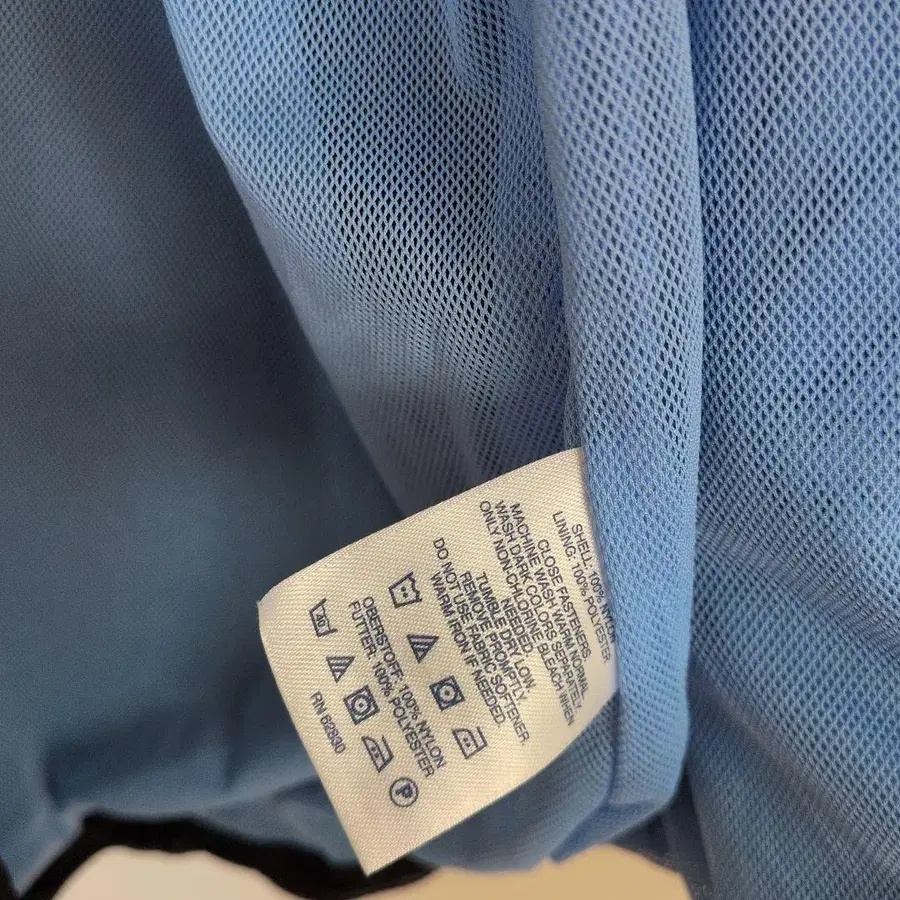 SHELL: 100% NYLON
LINING: 100% POLYESTER
CLOSE FASTENERS.
MACHINE WASH WARM NORMAL.
WASH DARK COLORS SEPARATELY.
ONLY NON-CHLORINE BLEACH WHEN
NEEDED.
TUMBLE DRY LOW.
REMOVE PROMPTLY.
DO NOT USE FABRIC SOFTENER.
WARM IRON IF NEEDED.
OBERSTOFF: 100% NYLON
FUTTER: 100% POLYESTER
P
RN 62830